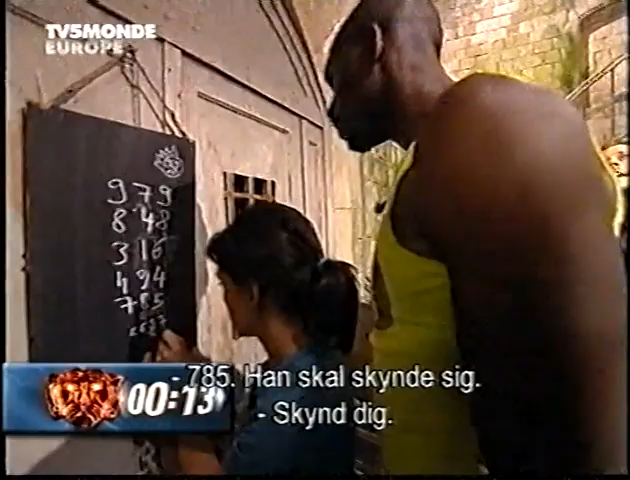 TV5MONDE
EUROPE
979
848
316
494
785
00:13
- 785. Han skal skynde sig.
- Skynd dig.